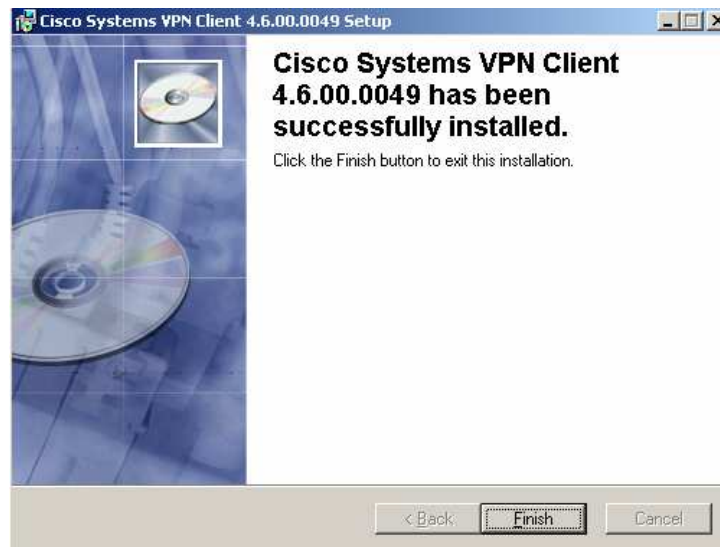 Cisco Systems VPN Client 4.6.00.0049 Setup
Cisco Systems VPN Client
4.6.00.0049 has been
successfully installed.
Click the Finish button to exit this installation.
< Back
Finish
Cancel